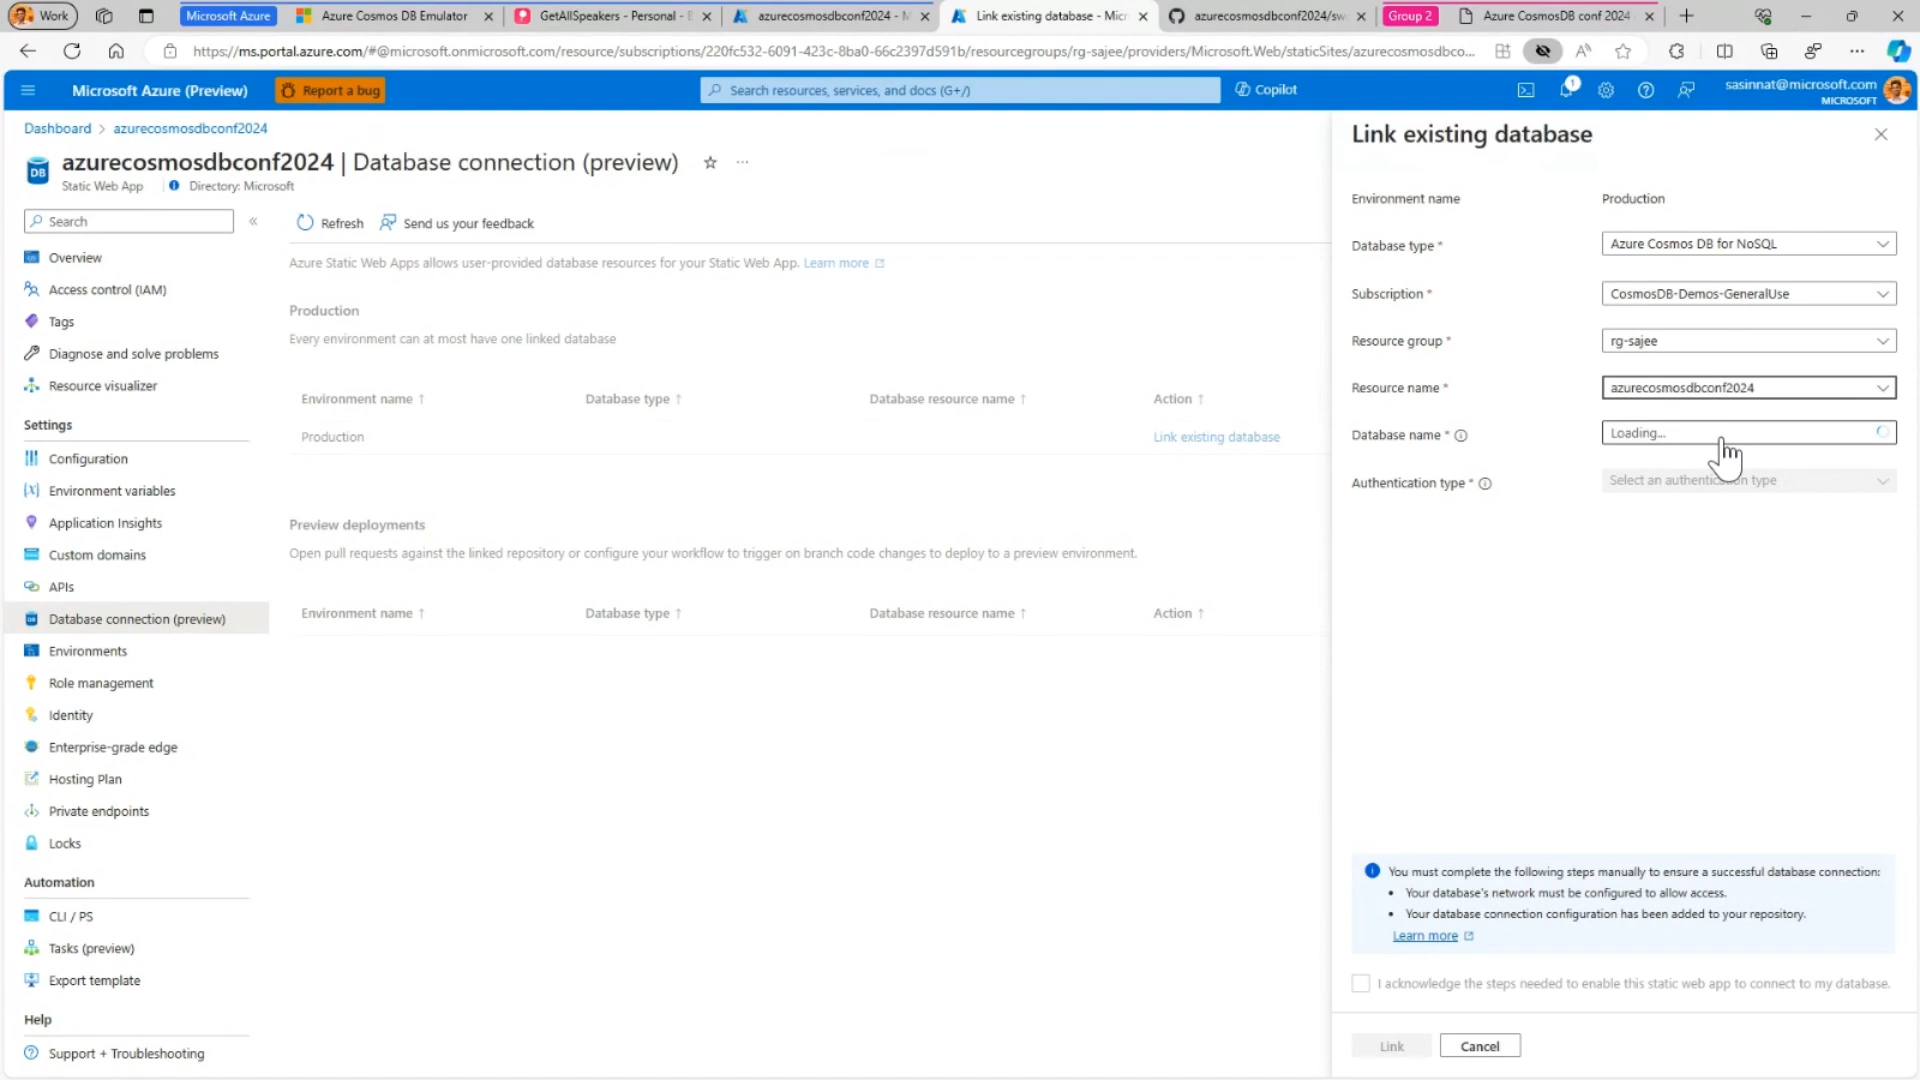 Work
Microsoft Azure
Azure Cosmos DB Emulator
GetAllSpeakers - Personal -
azurecosmosdbconf2024 - M
Link existing database - Micr
azurecosmosdbconf2024/sw
Group 2
Azure CosmosDB conf 2024
https://ms.portal.azure.com/#@microsoft.onmicrosoft.com/resource/subscriptions/220fc532-6091-423c-8ba0-66c2397d591b/resourcegroups/rg-sajee/providers/Microsoft.Web/staticSites/azurecosmosdbco...
Microsoft Azure (Preview)
Report a bug
Search resources, services, and docs (G+/)
Copilot
1
sasinnat@microsoft.com
MICROSOFT
Dashboard > azurecosmosdbconf2024
DB
azurecosmosdbconf2024 | Database connection (preview)
Static Web App
Directory: Microsoft
Search
Overview
Access control (IAM)
Tags
Diagnose and solve problems
Resource visualizer
Settings
Configuration
Environment variables
Application Insights
Custom domains
APIs
Database connection (preview)
Environments
Role management
Identity
Enterprise-grade edge
Hosting Plan
Private endpoints
Locks
Automation
CLI / PS
Tasks (preview)
Export template
Help
Support + Troubleshooting
Refresh
Send us your feedback
Azure Static Web Apps allows user-provided database resources for your Static Web App. Learn more
Production
Every environment can at most have one linked database
Environment name ↑ Database type ↑ Database resource name ↑ Action ↑
Production Link existing database
Preview deployments
Open pull requests against the linked repository or configure your workflow to trigger on branch code changes to deploy to a preview environment.
Environment name ↑ Database type ↑ Database resource name ↑ Action ↑
Link existing database
Environment name Production
Database type * Azure Cosmos DB for NoSQL
Subscription * CosmosDB-Demos-GeneralUse
Resource group * rg-sajee
Resource name * azurecosmosdbconf2024
Database name * Loading...
Authentication type * Select an authentication type
You must complete the following steps manually to ensure a successful database connection:
• Your database's network must be configured to allow access.
• Your database connection configuration has been added to your repository.
Learn more
I acknowledge the steps needed to enable this static web app to connect to my database.
Link
Cancel